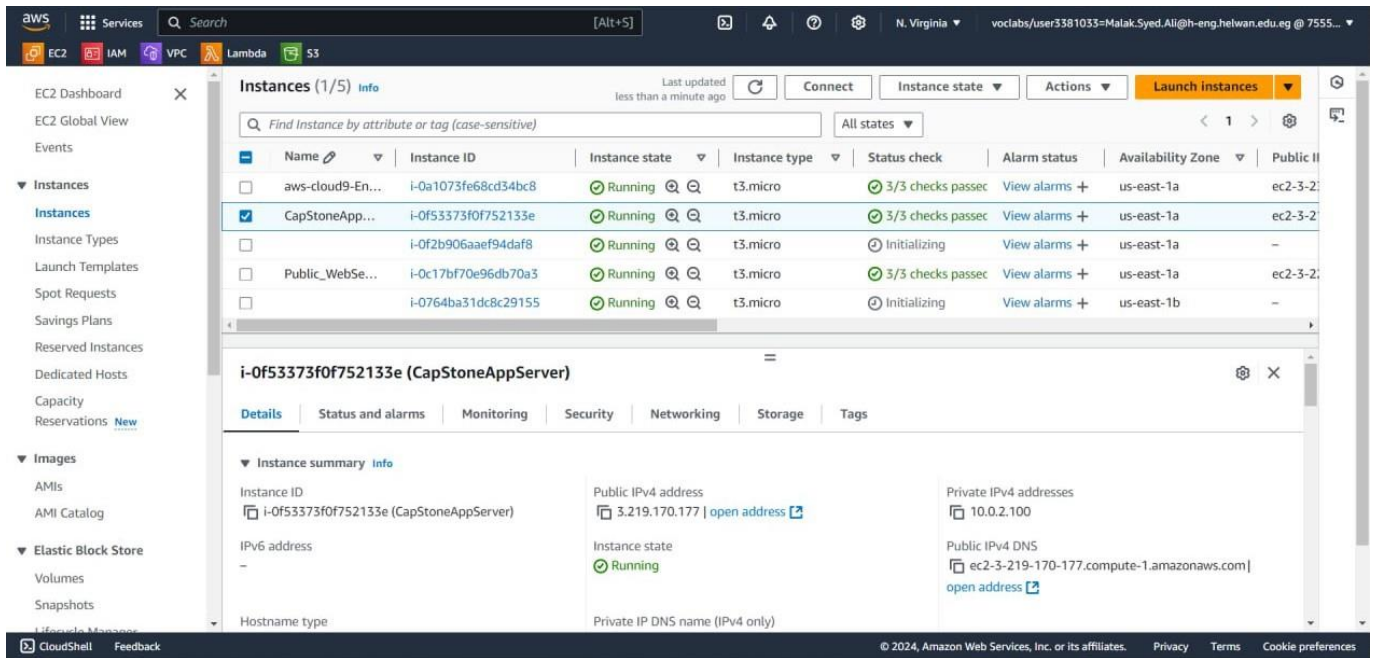 aws Services Search [Alt+S] N. Virginia ▼ voclabs/user3381033=Malak.Syed.Ali@h-eng.helwan.edu.eg @ 7555... ▼
EC2 IAM VPC Lambda S3
EC2 Dashboard
EC2 Global View
Events
▼ Instances
Instances
Instance Types
Launch Templates
Spot Requests
Savings Plans
Reserved Instances
Dedicated Hosts
Capacity
Reservations New
▼ Images
AMIs
AMI Catalog
▼ Elastic Block Store
Volumes
Snapshots
Lifecycle Manager
Instances (1/5) Info
Last updated
less than a minute ago
Connect Instance state ▼ Actions ▼ Launch instances ▼
Find Instance by attribute or tag (case-sensitive) All states ▼ < 1 >
Name Instance ID Instance state Instance type Status check Alarm status Availability Zone Public
aws-cloud9-En... i-0a1073fe68cd34bc8 Running t3.micro 3/3 checks passec View alarms + us-east-1a ec2-3-2
CapStoneApp... i-0f53373f0f752133e Running t3.micro 3/3 checks passec View alarms + us-east-1a ec2-3-2
i-0f2b906aaef94daf8 Running t3.micro Initializing View alarms + us-east-1a –
Public_WebSe... i-0c17bf70e96db70a3 Running t3.micro 3/3 checks passec View alarms + us-east-1a ec2-3-2
i-0764ba31dc8c29155 Running t3.micro Initializing View alarms + us-east-1b –
i-0f53373f0f752133e (CapStoneAppServer)
Details Status and alarms Monitoring Security Networking Storage Tags
▼ Instance summary Info
Instance ID
i-0f53373f0f752133e (CapStoneAppServer)
Public IPv4 address
3.219.170.177 | open address
Private IPv4 addresses
10.0.2.100
IPv6 address
–
Instance state
Running
Public IPv4 DNS
ec2-3-219-170-177.compute-1.amazonaws.com |
open address
Hostname type
Private IP DNS name (IPv4 only)
CloudShell Feedback © 2024, Amazon Web Services, Inc. or its affiliates. Privacy Terms Cookie preferences